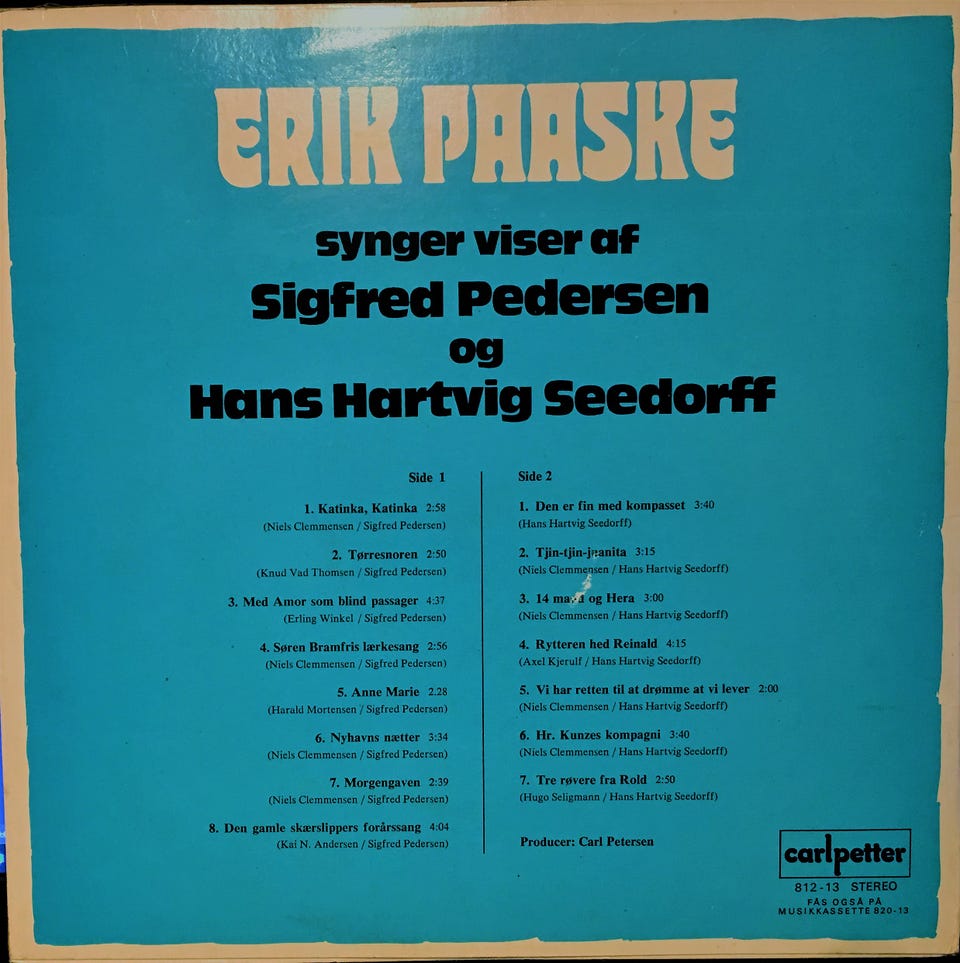 ERIK PAASKE
synger viser af
Sigfred Pedersen
og
Hans Hartvig Seedorff
Side 1
1. Katinka, Katinka 2:58
(Niels Clemmensen / Sigfred Pedersen)
2. Tørresnoren 2:50
(Knud Vad Thomsen / Sigfred Pedersen)
3. Med Amor som blind passager 4:37
(Erling Winkel / Sigfred Pedersen)
4. Søren Bramfris lærkesang 2:56
(Niels Clemmensen / Sigfred Pedersen)
5. Anne Marie 2.28
(Harald Mortensen / Sigfred Pedersen)
6. Nyhavns nætter 3:34
(Niels Clemmensen / Sigfred Pedersen)
7. Morgengaven 2:39
(Niels Clemmensen / Sigfred Pedersen)
8. Den gamle skærslippers forårssang 4:04
(Kai N. Andersen / Sigfred Pedersen)
Side 2
1. Den er fin med kompasset 3:40
(Hans Hartvig Seedorff)
2. Tjin-tjin-juanita 3:15
(Niels Clemmensen / Hans Hartvig Seedorff)
3. 14 mand og Hera 3:00
(Niels Clemmensen / Hans Hartvig Seedorff)
4. Rytteren hed Reinald 4:15
(Axel Kjerulf / Hans Hartvig Seedorff)
5. Vi har retten til at drømme at vi lever 2:00
(Niels Clemmensen / Hans Hartvig Seedorff)
6. Hr. Kunzes kompagni 3:40
(Niels Clemmensen / Hans Hartvig Seedorff)
7. Tre røvere fra Rold 2:50
(Hugo Seligmann / Hans Hartvig Seedorff)
Producer: Carl Petersen
carlpetter
812-13 STEREO
FÅS OGSÅ PÅ
MUSIKKASSETTE 820-13